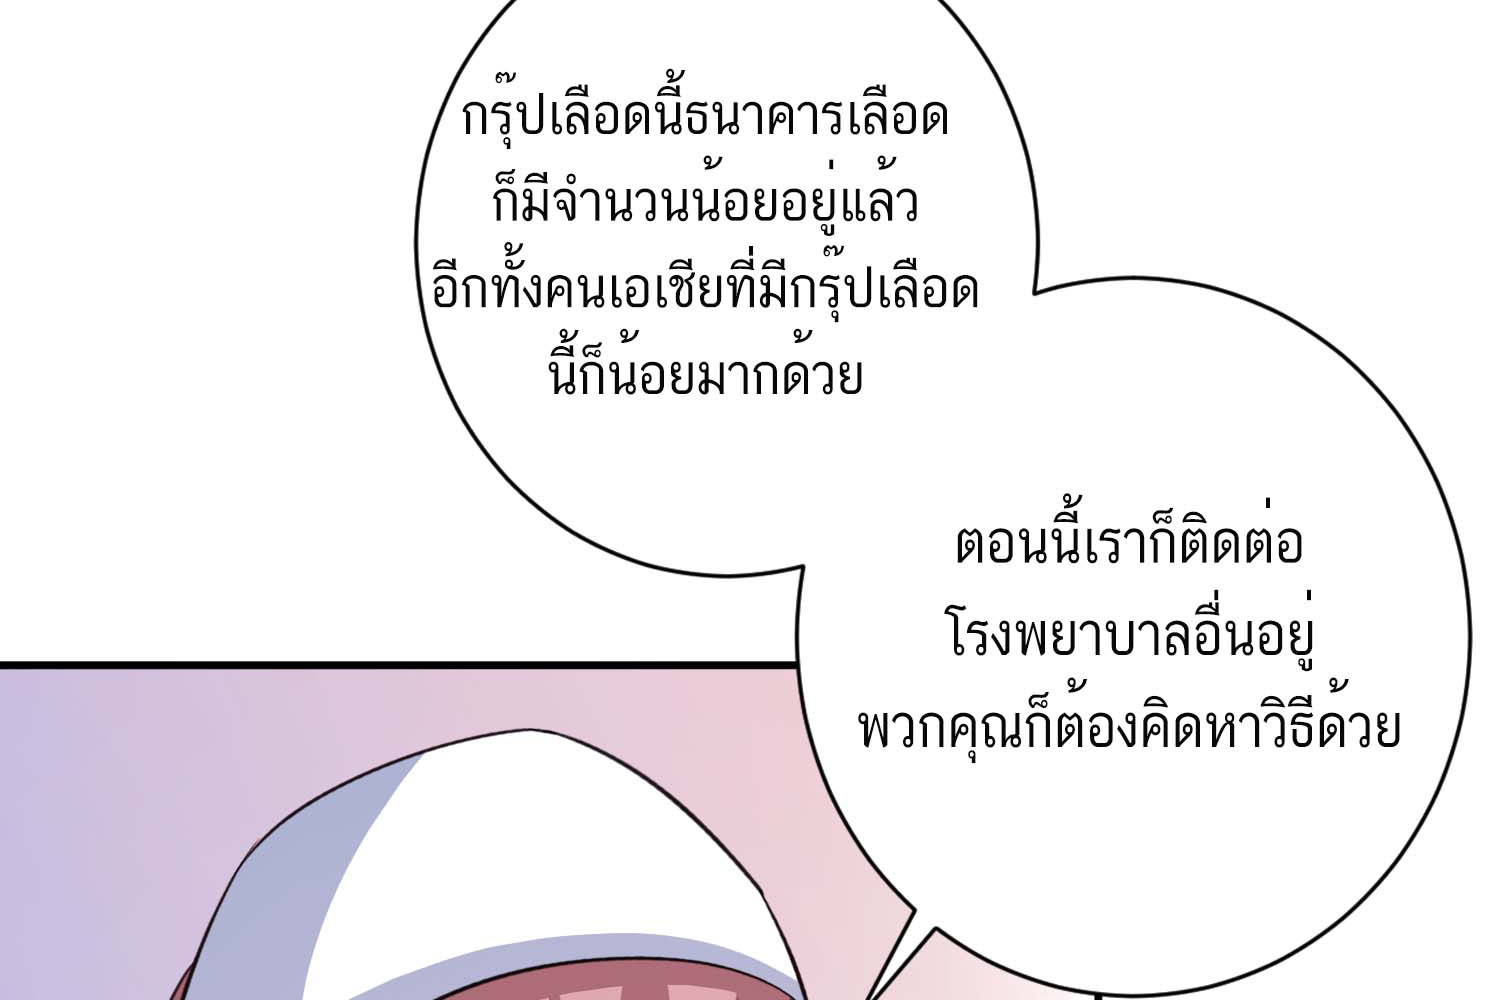 กรุ๊ปเลือดนี้ธนาคารเลือด
ก็มีจำนวนน้อยอยู่แล้ว
อีกทั้งคนเอเชียที่มีกรุ๊ปเลือด
นี้ก็น้อยมากด้วย
ตอนนี้เราก็ติดต่อ
โรงพยาบาลอื่นอยู่
พวกคุณก็ต้องคิดหาวิธีด้วย